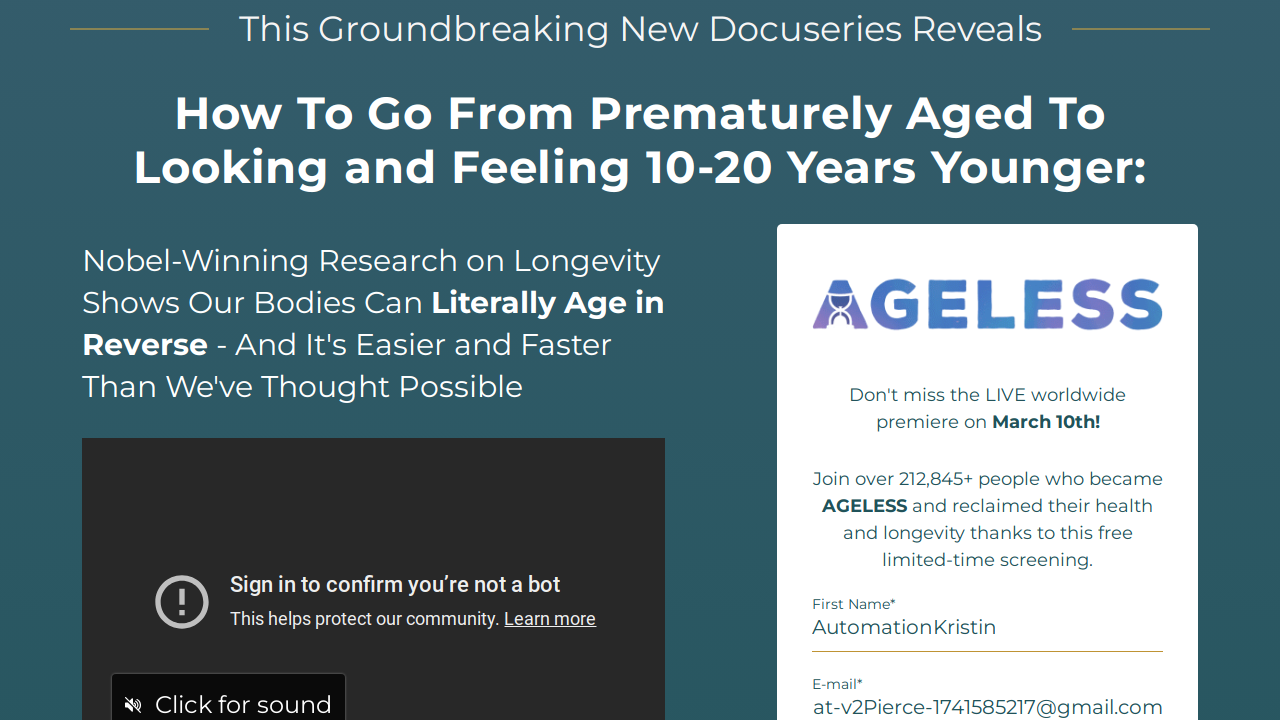 This Groundbreaking New Docuseries Reveals
How To Go From Prematurely Aged To
Looking and Feeling 10-20 Years Younger:
Nobel-Winning Research on Longevity
Shows Our Bodies Can Literally Age in
Reverse - And It's Easier and Faster
Than We've Thought Possible
Sign in to confirm you’re not a bot
This helps protect our community. Learn more
Click for sound
AGELESS
Don't miss the LIVE worldwide
premiere on March 10th!
Join over 212,845+ people who became
AGELESS and reclaimed their health
and longevity thanks to this free
limited-time screening.
First Name*
AutomationKristin
E-mail*
at-v2Pierce-1741585217@gmail.com